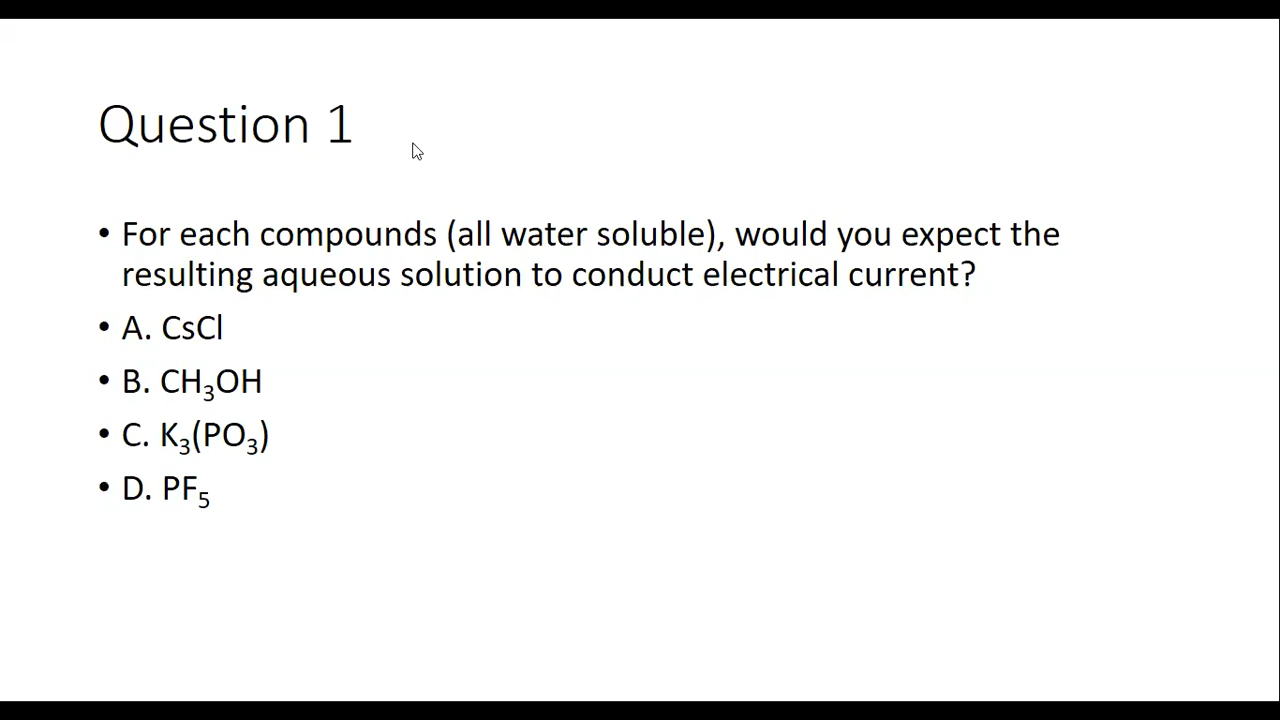 Question 1
• For each compounds (all water soluble), would you expect the
resulting aqueous solution to conduct electrical current?
• A. CsCl
• B. CH₃OH
• C. K₃(PO₃)
• D. PF₅